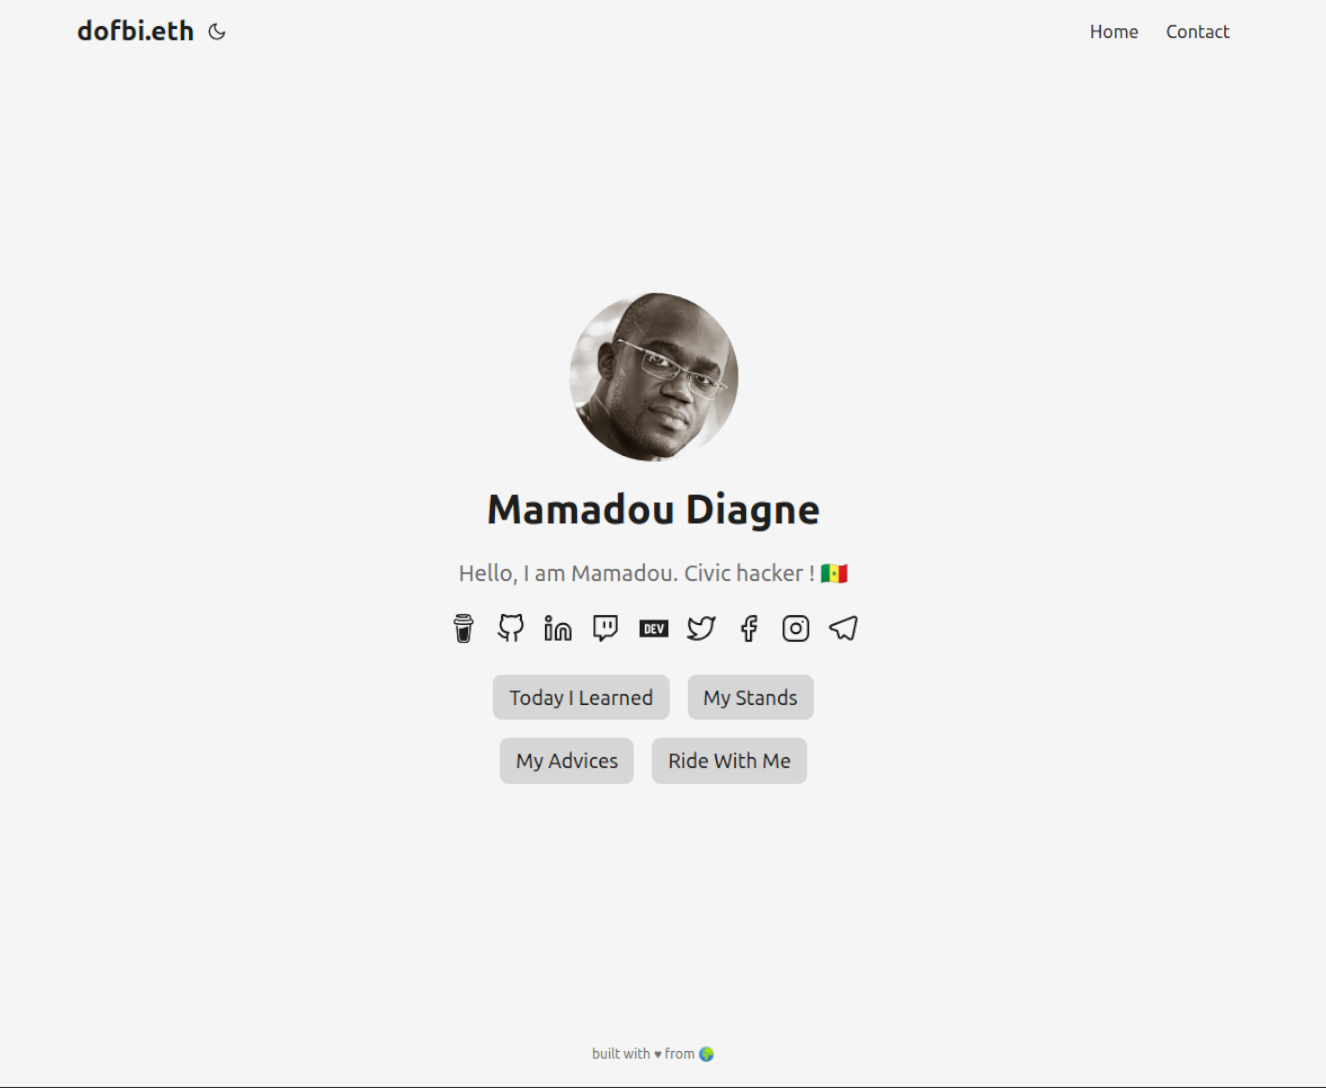 dofbi.eth
Home Contact
Mamadou Diagne
Hello, I am Mamadou. Civic hacker ! 🇸🇳
DEV
Today I Learned My Stands
My Advices Ride With Me
built with ♥ from 🌍